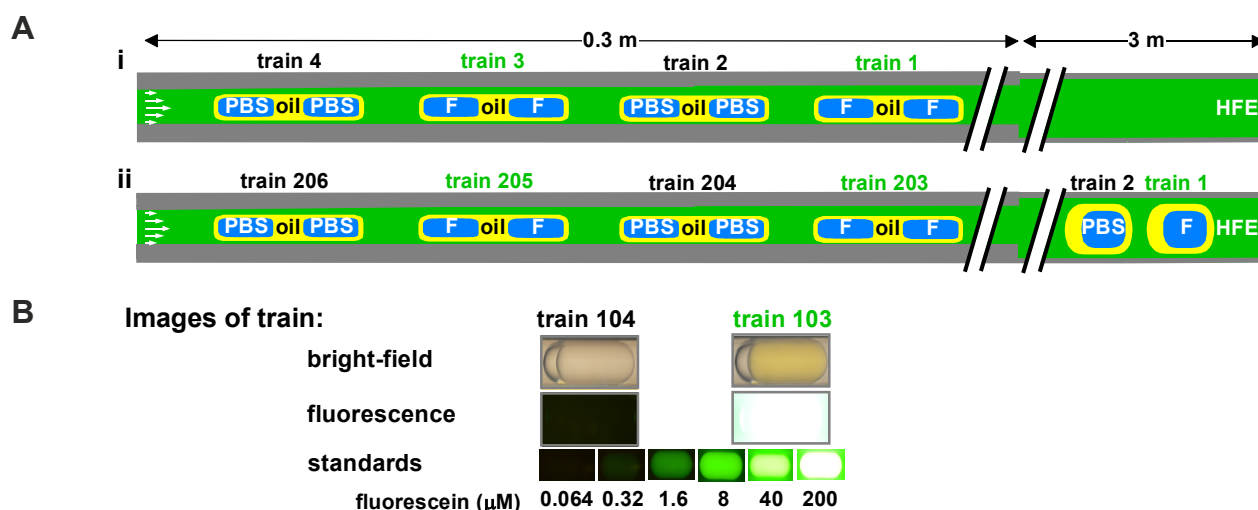 A
0.3 m 3 m
i
train 4 train 3 train 2 train 1
PBS oil PBS F oil F PBS oil PBS F oil F HFE
ii
train 206 train 205 train 204 train 203 train 2 train 1
PBS oil PBS F oil F PBS oil PBS F oil F PBS F HFE
B
Images of train: train 104 train 103
bright-field
fluorescence
standards
fluorescein (μM) 0.064 0.32 1.6 8 40 200